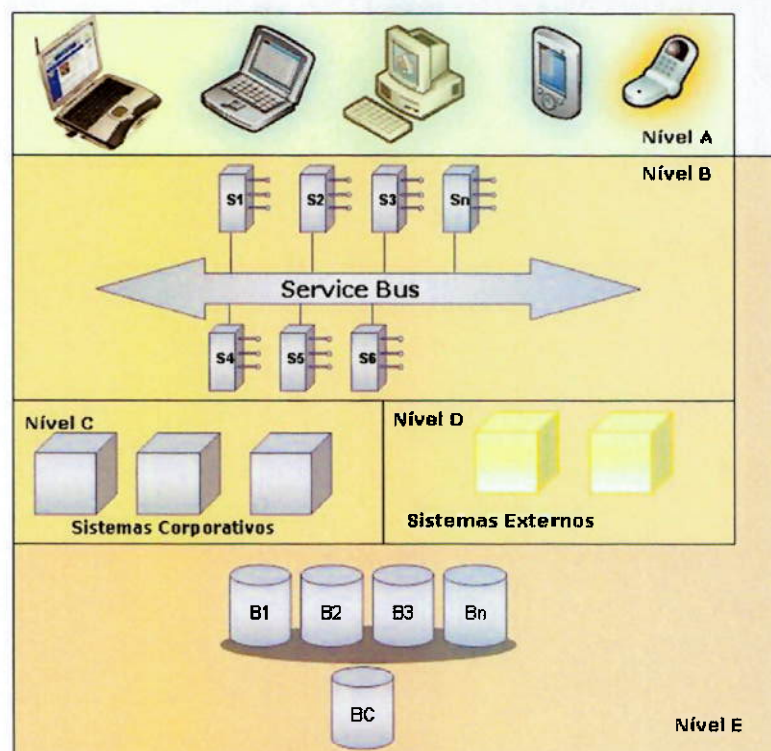 Nível A
Nível B
S1 S2 S3 Sn
Service Bus
S4 S5 S6
Nível C
Sistemas Corporativos
Nível D
Sistemas Externos
B1 B2 B3 Bn
BC
Nível E